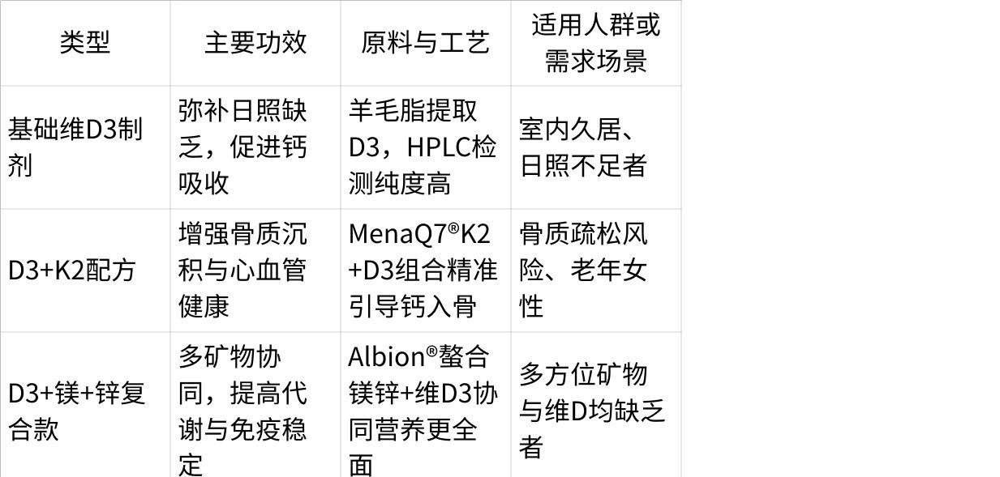 类型
主要功效
原料与工艺
适用人群或
需求场景
基础维D3制
剂
弥补日照缺
乏，促进钙
吸收
羊毛脂提取
D3，HPLC检
测纯度高
室内久居、
日照不足者
D3+K2配方
增强骨质沉
积与心血管
健康
MenaQ7®K2
+D3组合精准
引导钙入骨
骨质疏松风
险、老年女
性
D3+镁+锌复
合款
多矿物协
同，提高代
谢与免疫稳
定
Albion®螯合
镁锌+维D3协
同营养更全
面
多方位矿物
与维D均缺乏
者